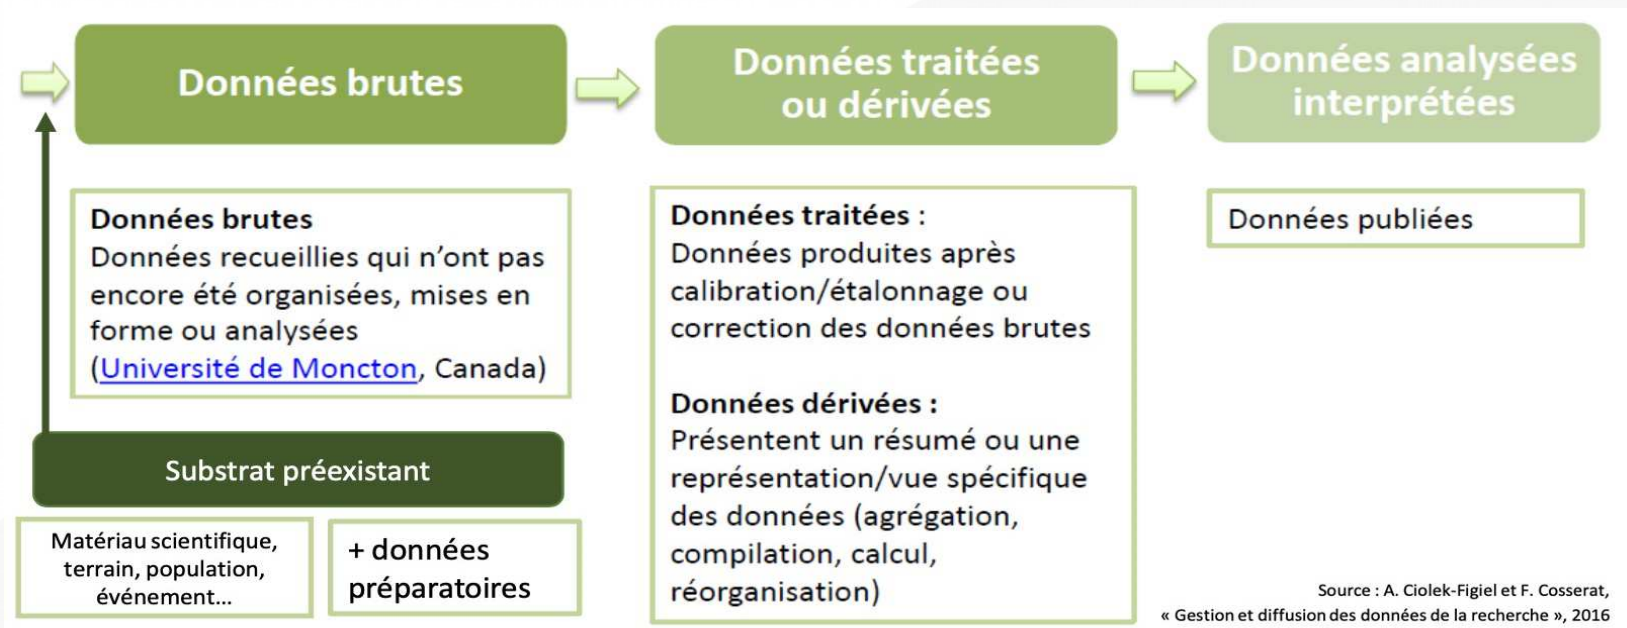 Données brutes
Données traitées
ou dérivées
Données analysées
interprétées
Données brutes
Données recueillies qui n’ont pas
encore été organisées, mises en
forme ou analysées
(Université de Moncton, Canada)
Données traitées :
Données produites après
calibration/étalonnage ou
correction des données brutes
Données dérivées :
Présentent un résumé ou une
représentation/vue spécifique
des données (agrégation,
compilation, calcul,
réorganisation)
Données publiées
Substrat préexistant
Matériau scientifique,
terrain, population,
événement...
+ données
préparatoires
Source : A. Ciolek-Figiel et F. Cosserat,
« Gestion et diffusion des données de la recherche », 2016